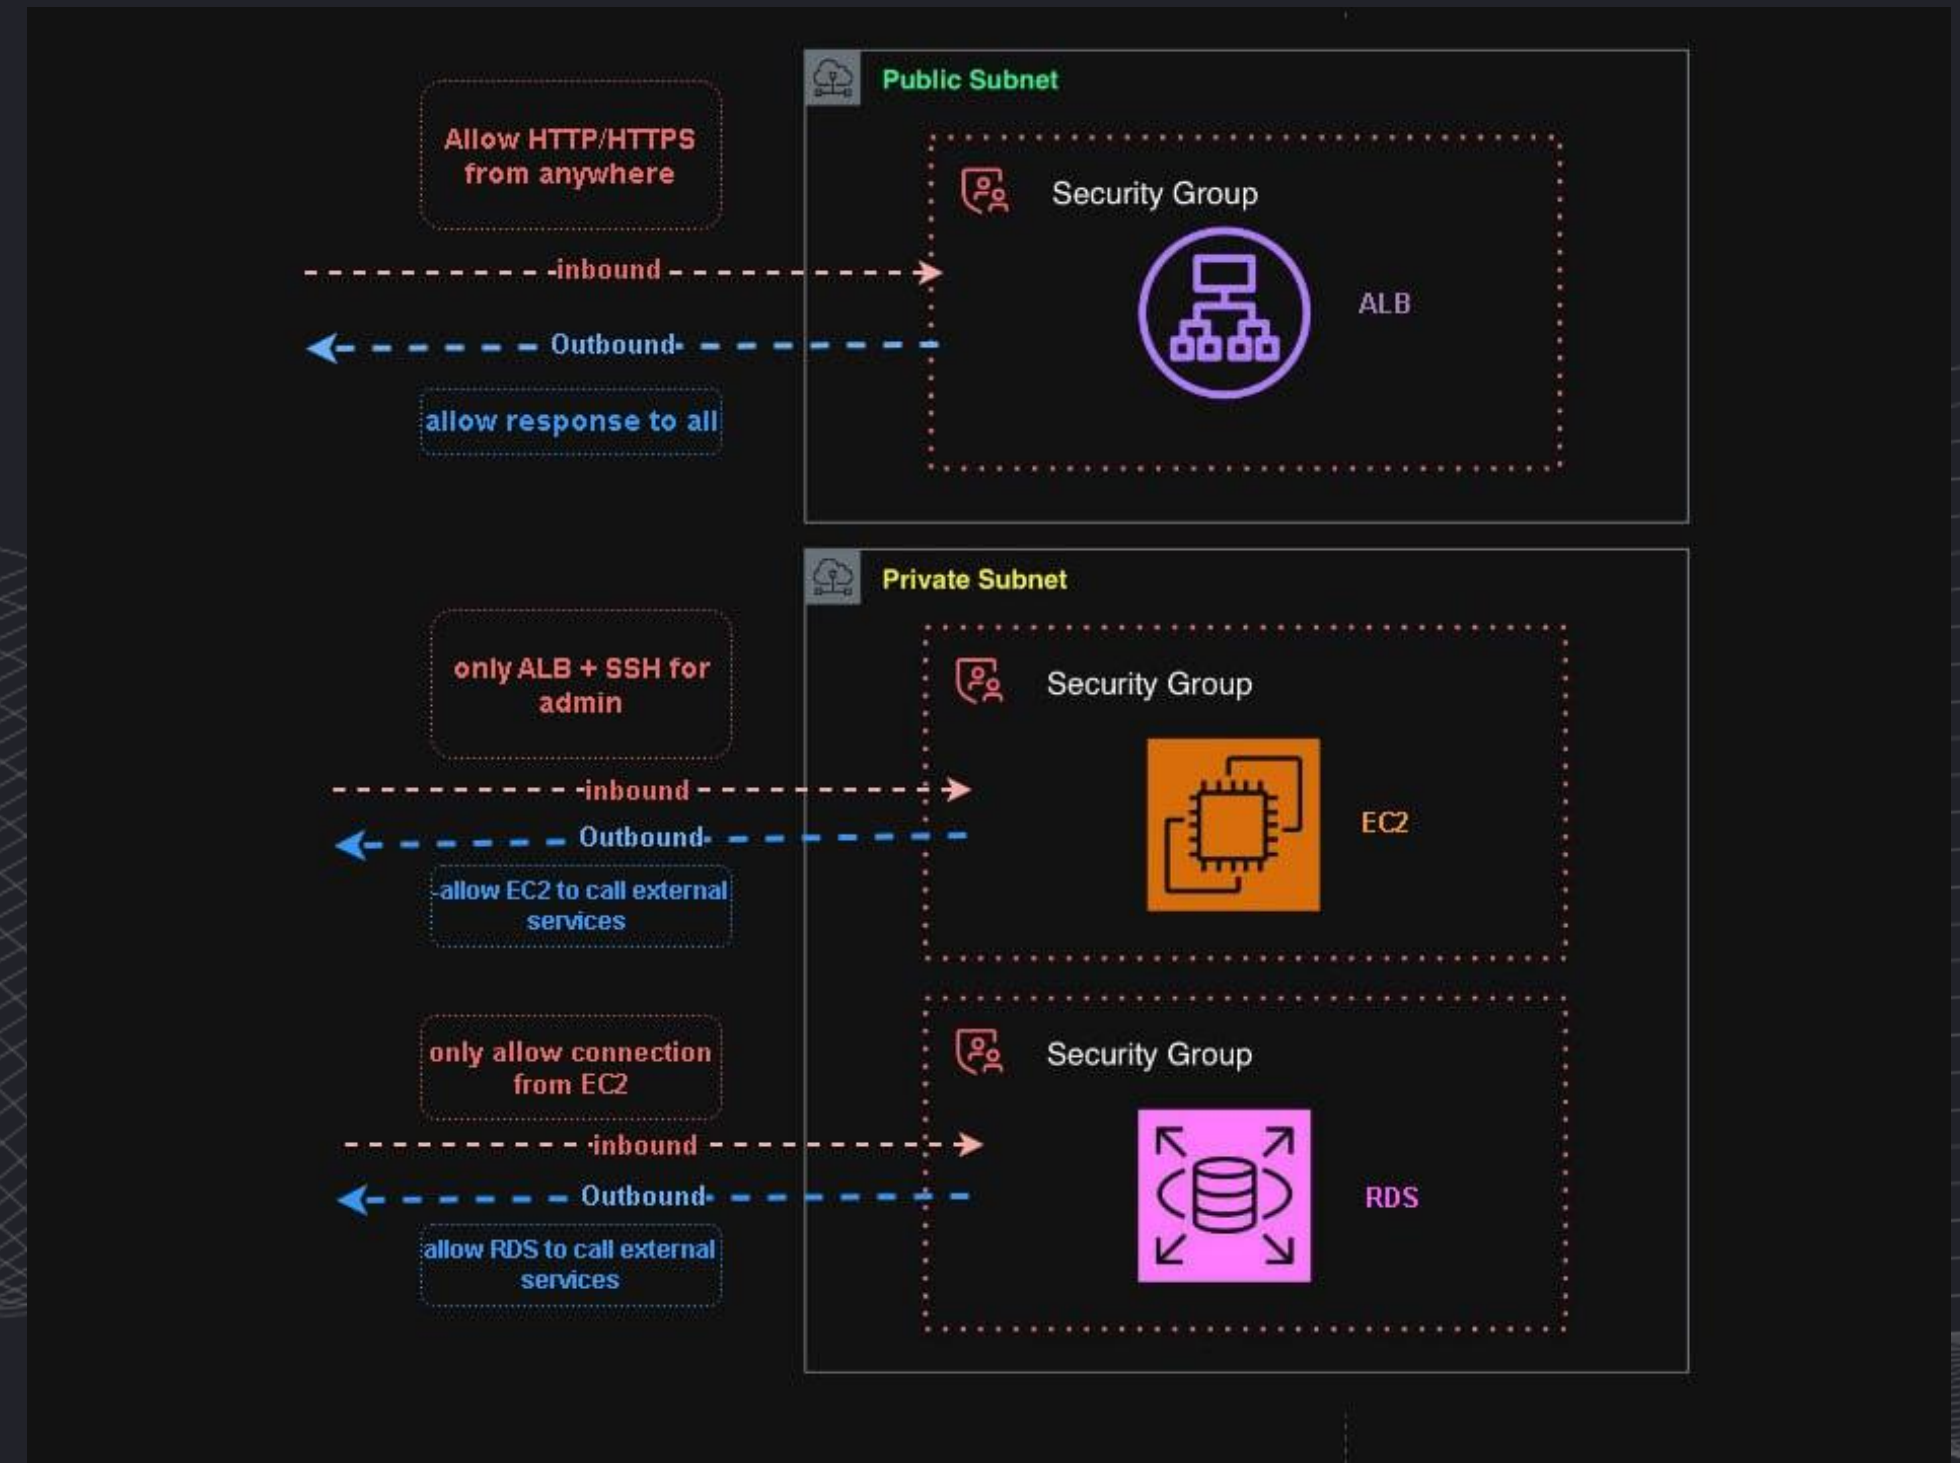 Public Subnet
Allow HTTP/HTTPS
from anywhere
Security Group
inbound
ALB
Outbound
allow response to all
Private Subnet
only ALB + SSH for
admin
Security Group
inbound
EC2
Outbound
-allow EC2 to call external
services
only allow connection
from EC2
Security Group
inbound
Outbound
RDS
allow RDS to call external
services